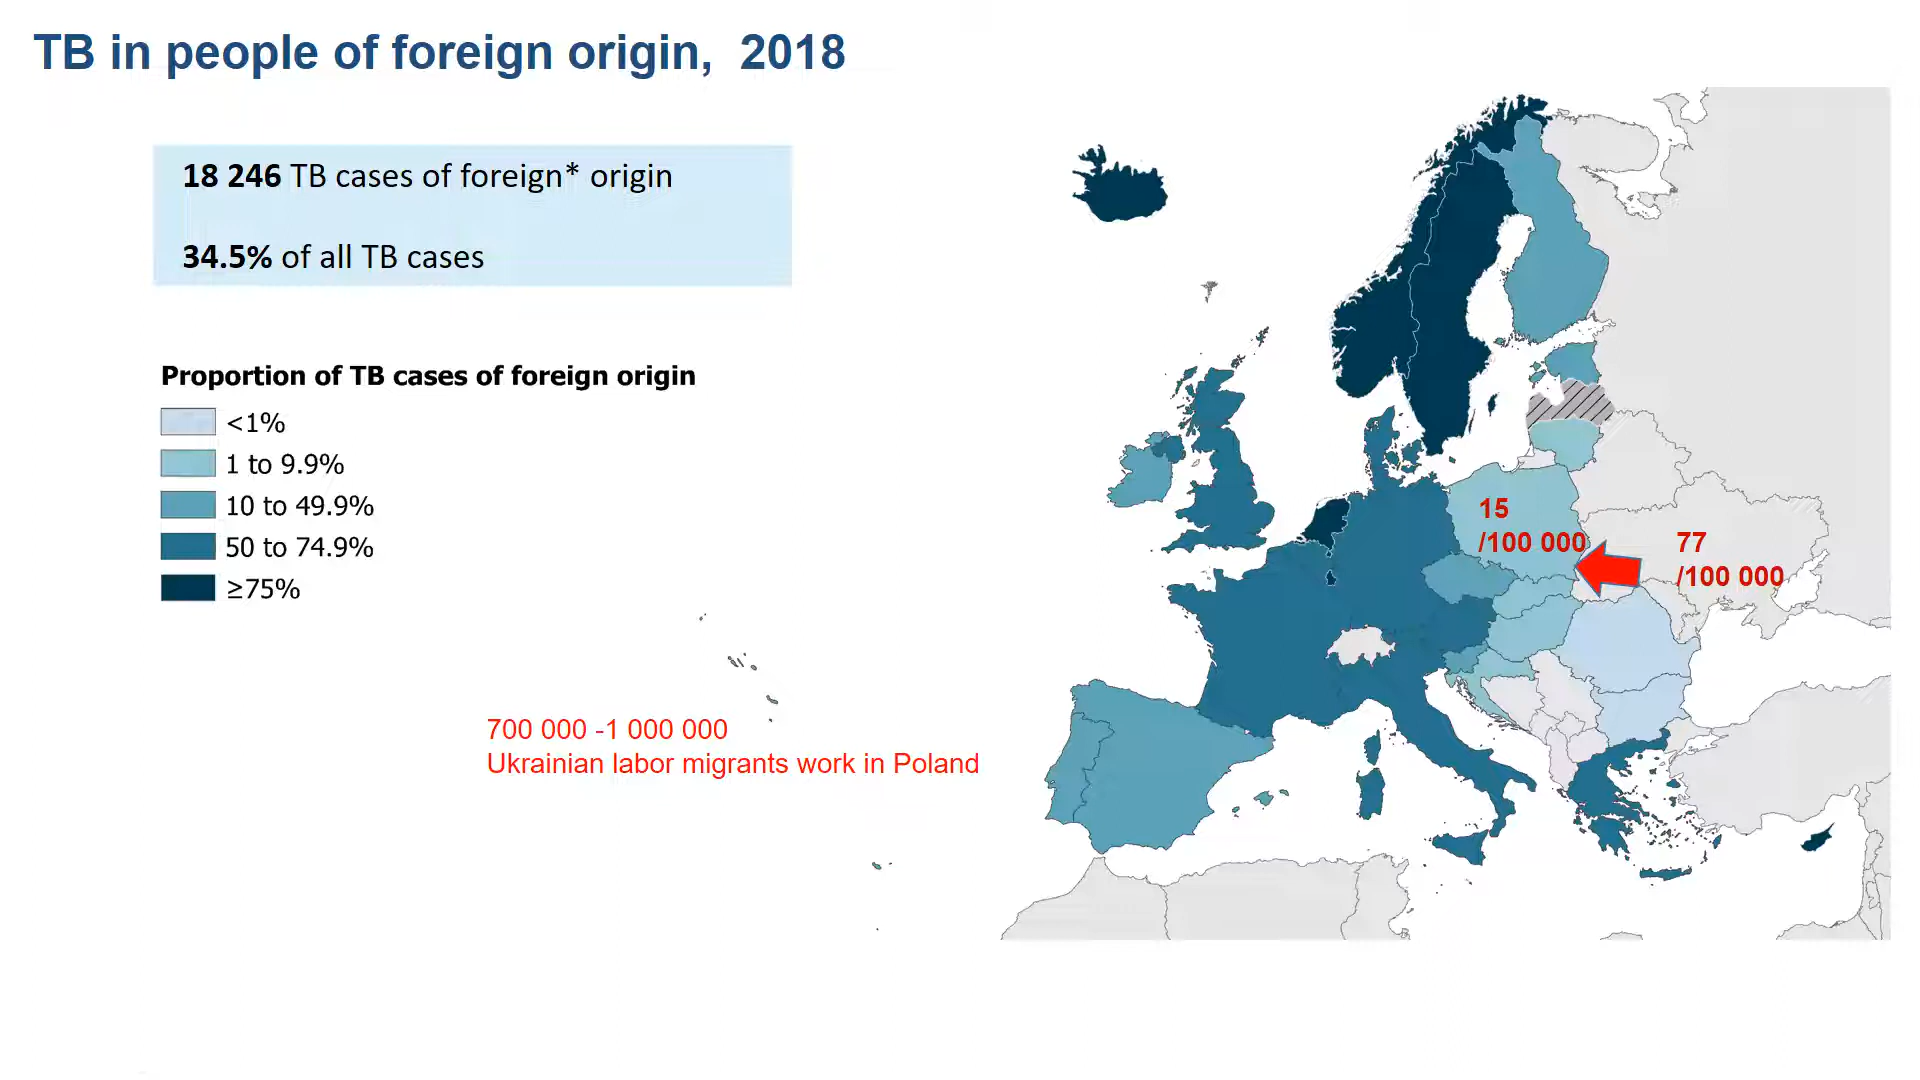 TB in people of foreign origin, 2018
18 246 TB cases of foreign* origin
34.5% of all TB cases
Proportion of TB cases of foreign origin
<1%
1 to 9.9%
10 to 49.9%
50 to 74.9%
≥75%
15
/100 000
77
/100 000
700 000 -1 000 000
Ukrainian labor migrants work in Poland